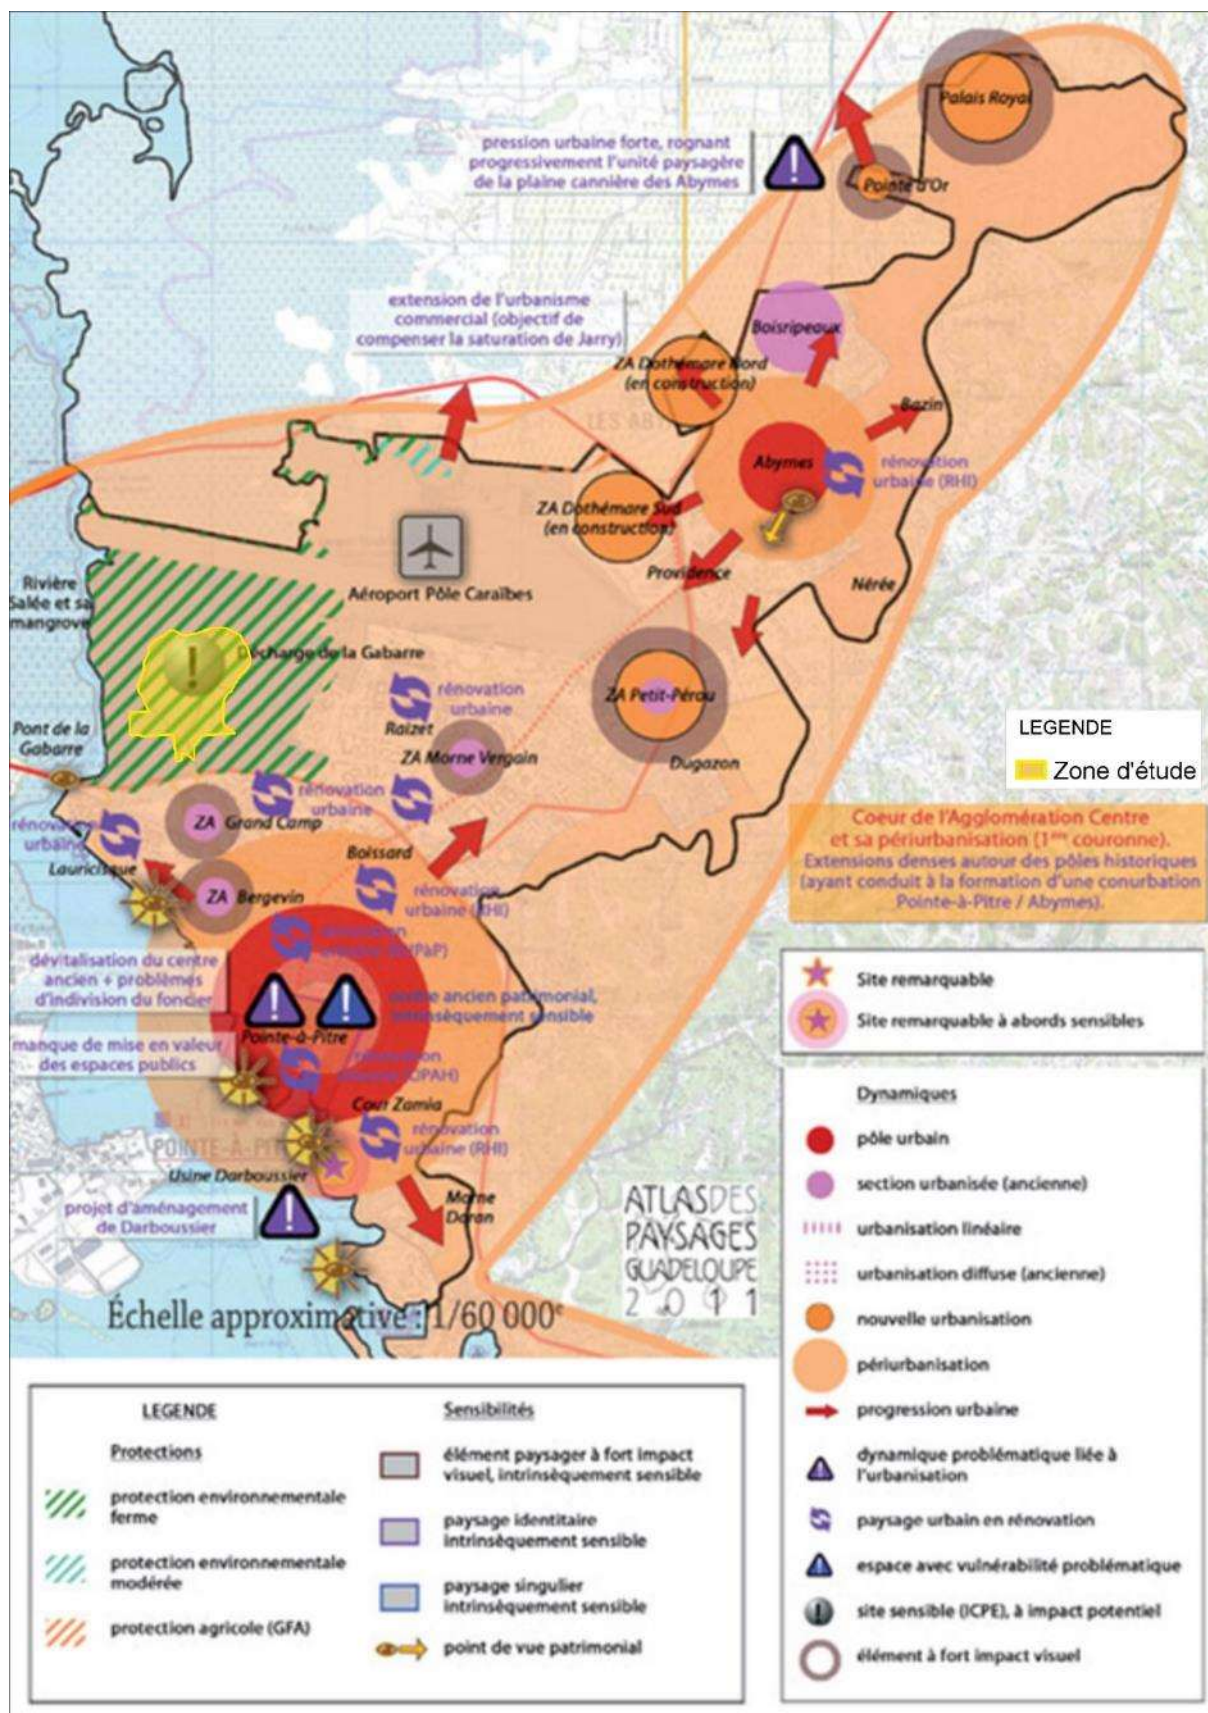 Palais Royal
pression urbaine forte, rognant
progressivement l'unité paysagère
de la plaine cannière des Abymes
Pointe d'Or
extension de l'urbanisme
commercial (objectif de
compenser la saturation de Jarry)
Boisripeaux
ZA Dothémare Nord
(en construction)
LES AB
Bazin
Abymes
rénovation
urbaine (RHI)
ZA Dothémare Sud
(en construction)
Providence
Nérée
Aéroport Pôle Caraïbes
Rivière
Salée et sa
mangrove
Décharge de la Gabarre
rénovation
urbaine
Raizet
ZA Petit-Pérou
Pont de la
Gabarre
ZA Morne Vergain
Dugazon
LEGENDE
Zone d'étude
rénovation
urbaine
ZA Grand Camp
rénovation
urbaine
Lauricisque
Boissard
ZA Bergevin
rénovation
urbaine (RHI)
Coeur de l'Agglomération Centre
et sa périurbanisation (1ère couronne).
Extensions denses autour des pôles historiques
(ayant conduit à la formation d'une conurbation
Pointe-à-Pitre / Abymes).
rénovation
(PaP)
dévitalisation du centre
ancien + problèmes
d'indivision du foncier
centre ancien patrimonial,
intrinsèquement sensible
Pointe-à-Pitre
manque de mise en valeur
des espaces publics
rénovation
urbaine (OPAH)
Cour Zamia
rénovation
urbaine (RHI)
POINTE-À-PIT
Usine Darboussier
projet d'aménagement
de Darboussier
Morne
Daran
ATLAS DES
PAYSAGES
GUADELOUPE
2011
Échelle approximative : 1/60 000e
Site remarquable
Site remarquable à abords sensibles
Dynamiques
pôle urbain
section urbanisée (ancienne)
urbanisation linéaire
urbanisation diffuse (ancienne)
nouvelle urbanisation
périurbanisation
progression urbaine
dynamique problématique liée à
l'urbanisation
paysage urbain en rénovation
espace avec vulnérabilité problématique
site sensible (ICPE), à impact potentiel
élément à fort impact visuel
LEGENDE
Protections
protection environnementale
ferme
protection environnementale
modérée
protection agricole (GFA)
Sensibilités
élément paysager à fort impact
visuel, intrinsèquement sensible
paysage identitaire
intrinsèquement sensible
paysage singulier
intrinsèquement sensible
point de vue patrimonial